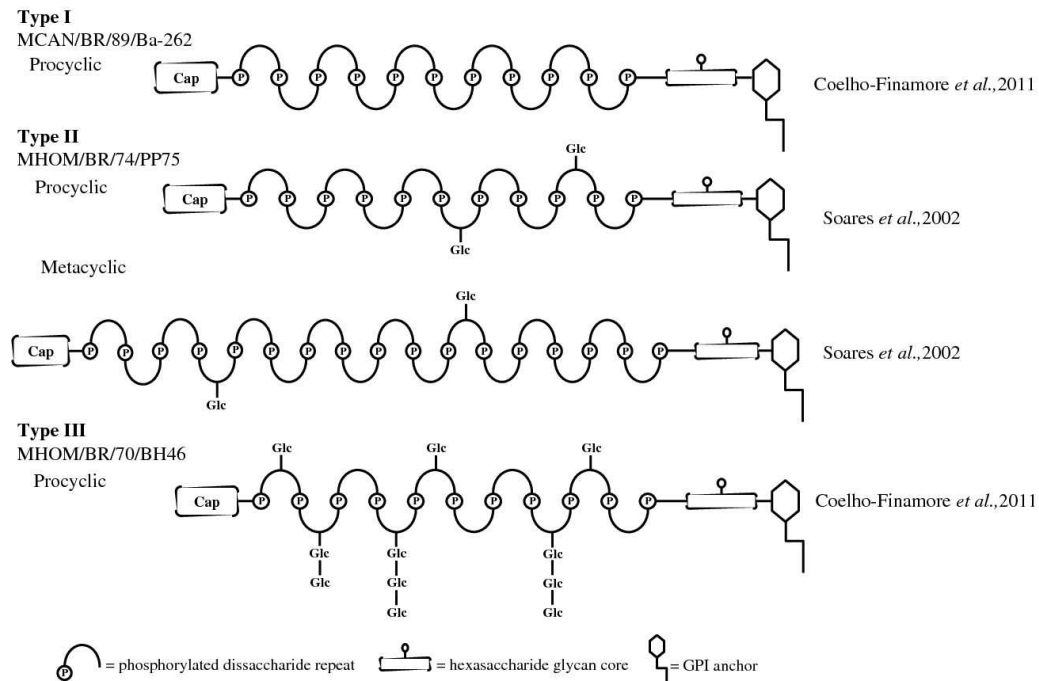 Type I
MCAN/BR/89/Ba-262
Procyclic
Cap P P P P P P P P P P P
Coelho-Finamore et al.,2011
Type II
MHOM/BR/74/PP75
Glc
Procyclic
Cap P P P P P P P P P P P
Soares et al.,2002
Glc
Metacyclic
Glc
Cap P P P P P P P P P P P P P P P P P
Soares et al.,2002
Glc
Type III
MHOM/BR/70/BH46
Glc Glc Glc
Procyclic
Cap P P P P P P P P P P P
Coelho-Finamore et al.,2011
Glc Glc Glc
Glc Glc Glc
Glc Glc
P = phosphorylated dissaccharide repeat
= hexasaccharide glycan core
= GPI anchor